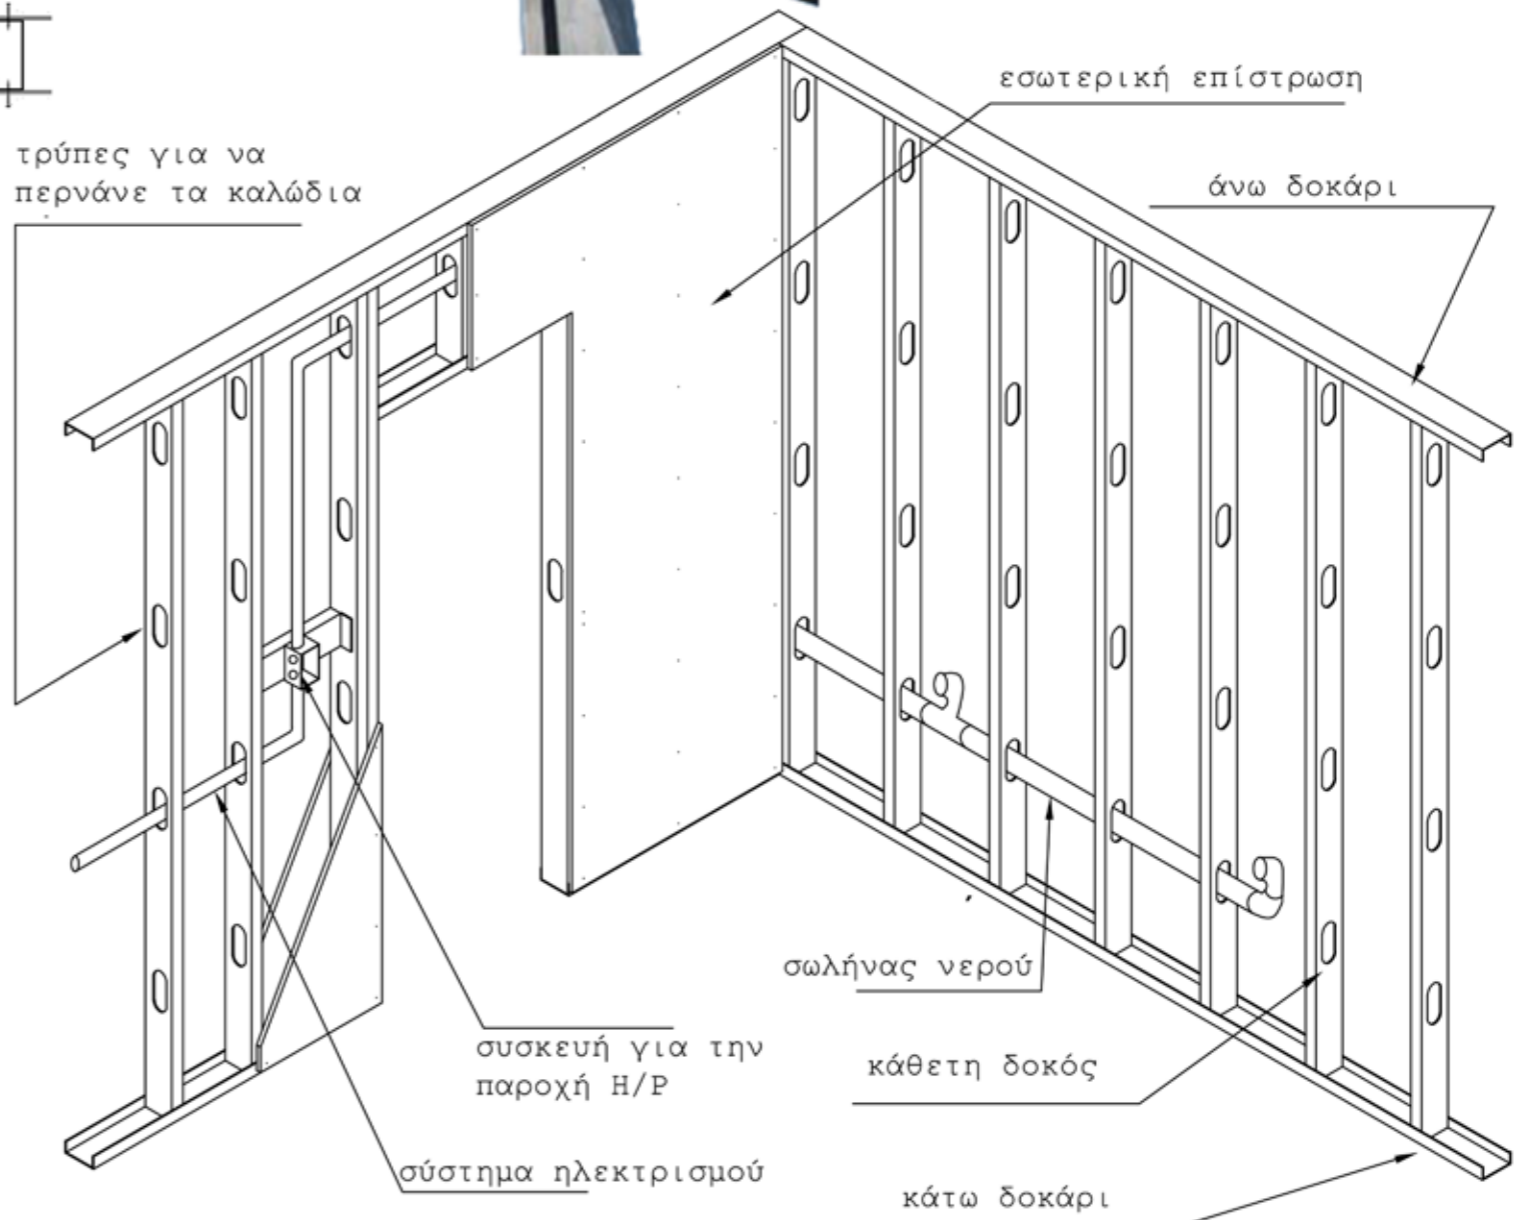 εσωτερική επίστρωση
τρύπες για να
περνάνε τα καλώδια
άνω δοκάρι
σωλήνας νερού
συσκευή για την
παροχή Η/Ρ
κάθετη δοκός
σύστημα ηλεκτρισμού
κάτω δοκάρι